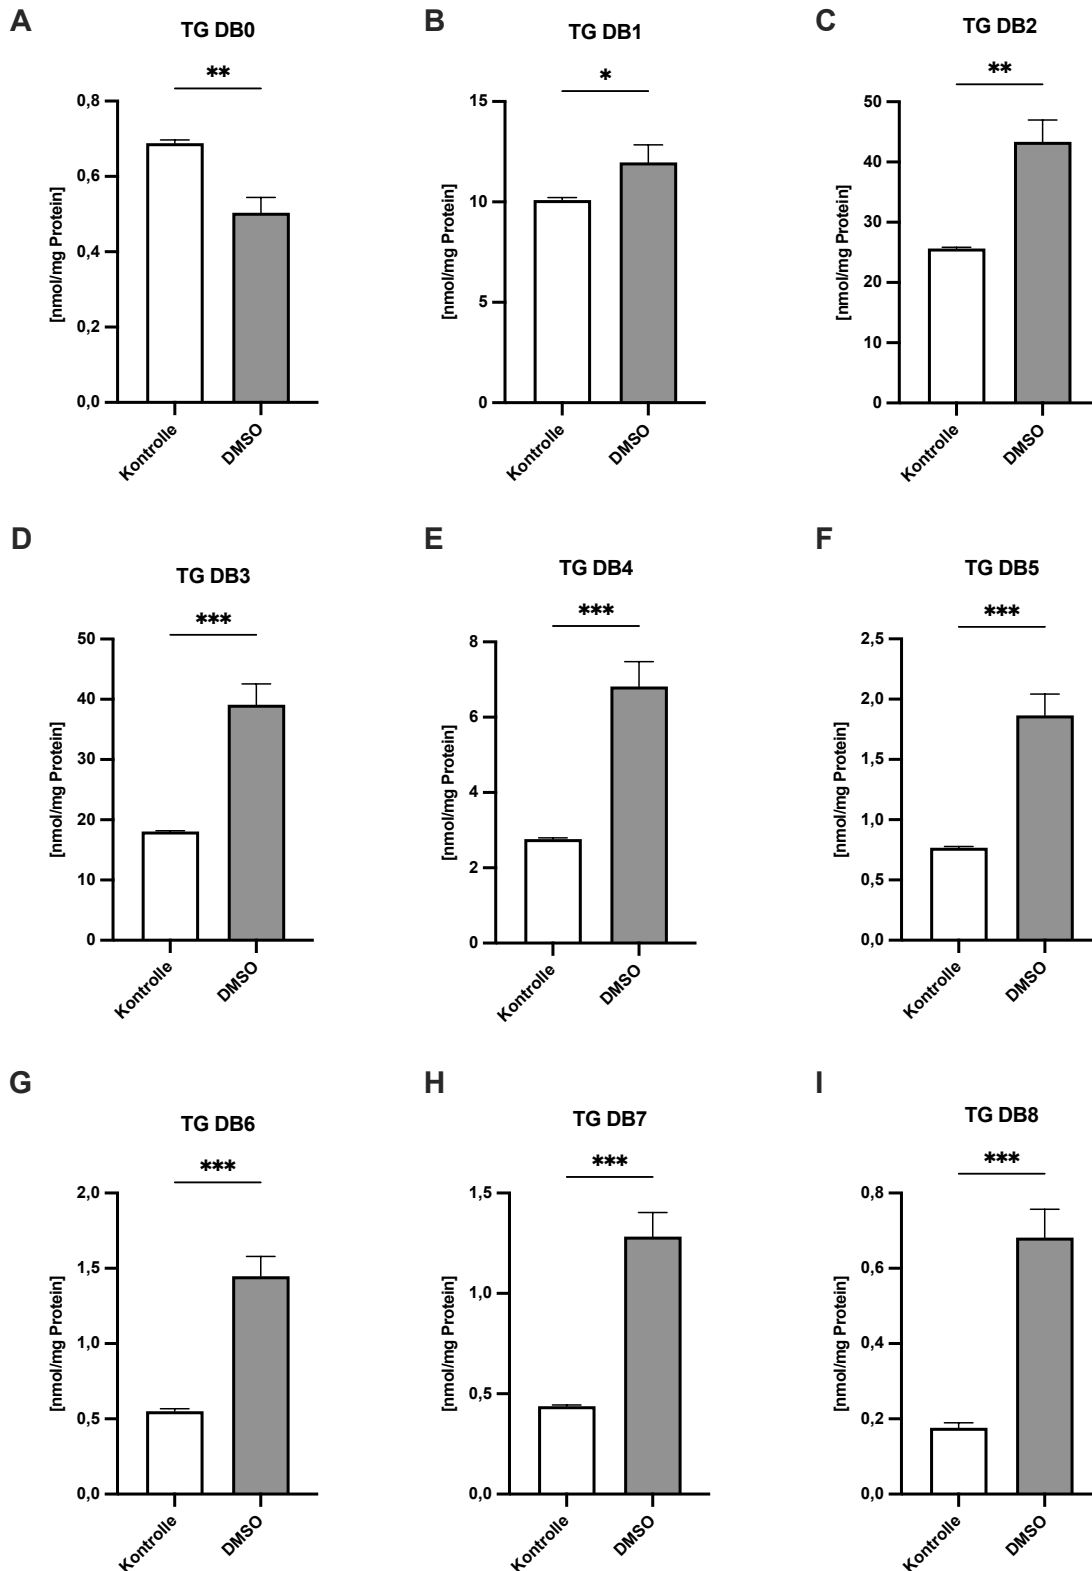 A
TG DB0
**
[nmol/mg Protein]
0,8
0,6
0,4
0,2
0,0
Kontrolle
DMSO
B
TG DB1
*
[nmol/mg Protein]
15
10
5
0
Kontrolle
DMSO
C
TG DB2
**
[nmol/mg Protein]
50
40
30
20
10
0
Kontrolle
DMSO
D
TG DB3
***
[nmol/mg Protein]
50
40
30
20
10
0
Kontrolle
DMSO
E
TG DB4
***
[nmol/mg Protein]
8
6
4
2
0
Kontrolle
DMSO
F
TG DB5
***
[nmol/mg Protein]
2,5
2,0
1,5
1,0
0,5
0,0
Kontrolle
DMSO
G
TG DB6
***
[nmol/mg Protein]
2,0
1,5
1,0
0,5
0,0
Kontrolle
DMSO
H
TG DB7
***
[nmol/mg Protein]
1,5
1,0
0,5
0,0
Kontrolle
DMSO
I
TG DB8
***
[nmol/mg Protein]
0,8
0,6
0,4
0,2
0,0
Kontrolle
DMSO